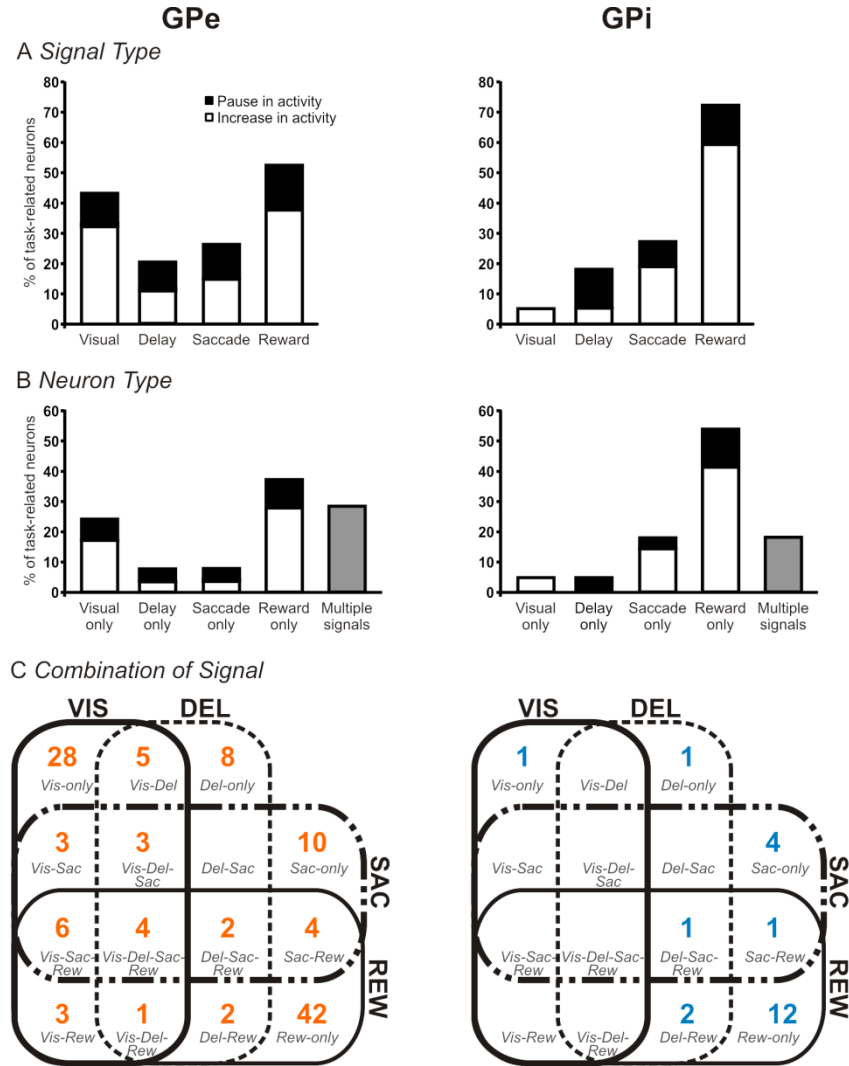 GPe
GPi
A Signal Type
80
70
60
50
40
30
20
10
0
% of task-related neurons
Pause in activity
Increase in activity
Visual
Delay
Saccade
Reward
80
70
60
50
40
30
20
10
0
% of task-related neurons
Visual
Delay
Saccade
Reward
B Neuron Type
60
50
40
30
20
10
0
% of task-related neurons
Visual
only
Delay
only
Saccade
only
Reward
only
Multiple
signals
60
50
40
30
20
10
0
% of task-related neurons
Visual
only
Delay
only
Saccade
only
Reward
only
Multiple
signals
C Combination of Signal
VIS
DEL
28
5
8
Vis-only
Vis-Del
Del-only
3
3
10
Vis-Sac
Vis-Del-
Sac
Del-Sac
Sac-only
SAC
6
4
2
4
Vis-Sac-
Rew
Vis-Del-Sac-
Rew
Del-Sac-
Rew
Sac-Rew
REW
3
1
2
42
Vis-Rew
Vis-Del-
Rew
Del-Rew
Rew-only
VIS
DEL
1
1
Vis-only
Vis-Del
Del-only
4
Vis-Sac
Vis-Del-
Sac
Del-Sac
Sac-only
SAC
1
1
Vis-Sac-
Rew
Vis-Del-Sac-
Rew
Del-Sac-
Rew
Sac-Rew
REW
2
12
Vis-Rew
Vis-Del-
Rew
Del-Rew
Rew-only